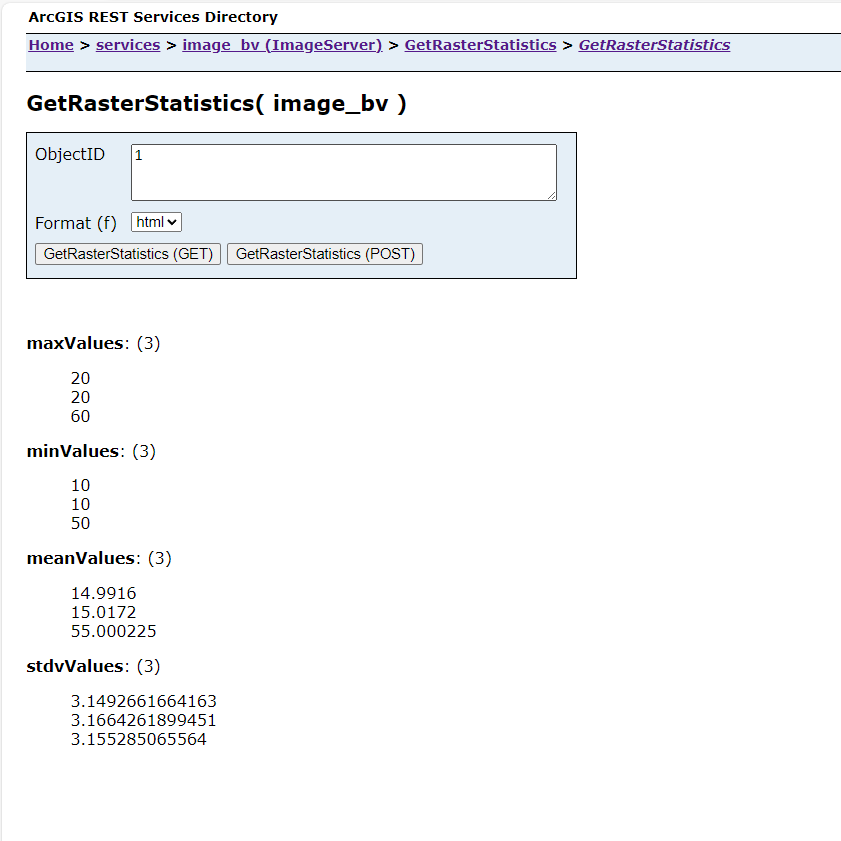 ArcGIS REST Services Directory
Home > services > image_bv (ImageServer) > GetRasterStatistics > GetRasterStatistics
GetRasterStatistics( image_bv )
ObjectID 1
Format (f) html
GetRasterStatistics (GET) GetRasterStatistics (POST)
maxValues: (3)
20
20
60
minValues: (3)
10
10
50
meanValues: (3)
14.9916
15.0172
55.000225
stdvValues: (3)
3.1492661664163
3.1664261899451
3.155285065564